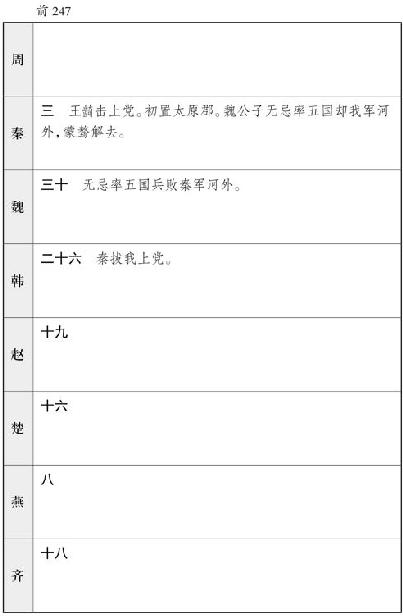 前 247
周
秦
三 王齮击上党。初置太原郡。魏公子无忌率五国却我军河
外，蒙骜解去。
魏
三十 无忌率五国兵败秦军河外。
韩
二十六 秦拔我上党。
赵
十九
楚
十六
燕
八
齐
十八